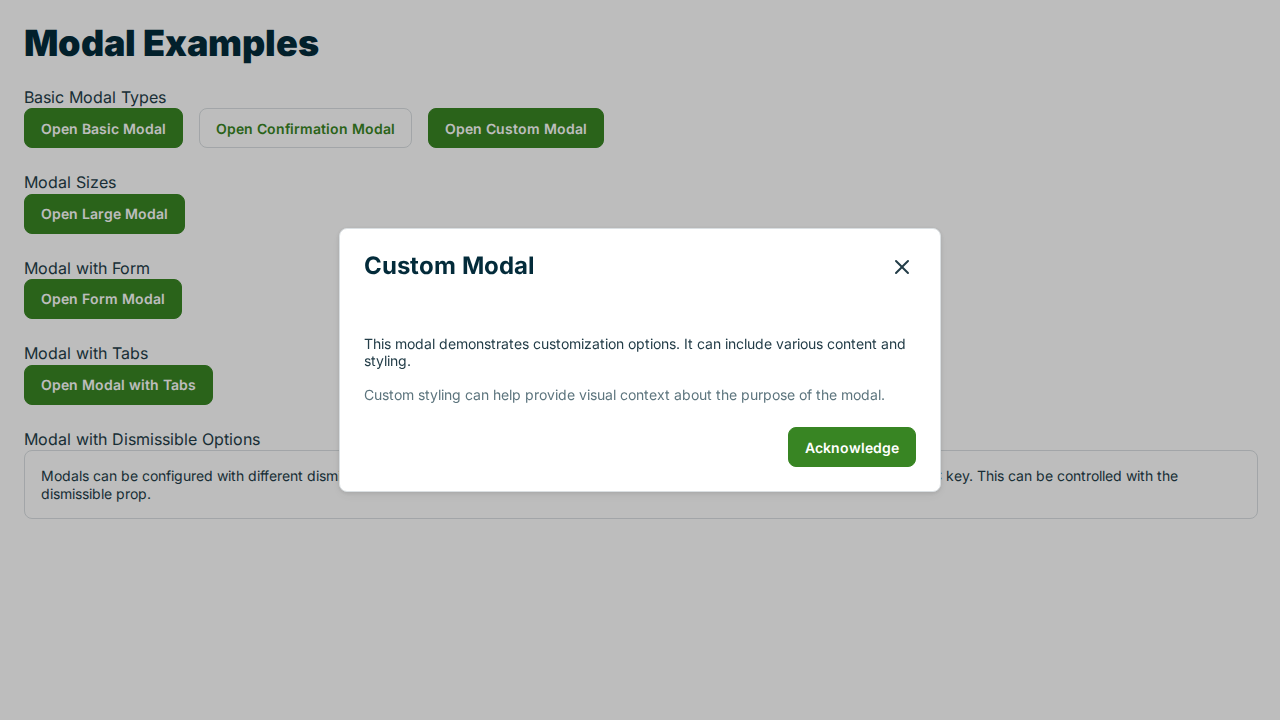 Modal Examples
Basic Modal Types
Open Basic Modal
Open Confirmation Modal
Open Custom Modal
Modal Sizes
Open Large Modal
Modal with Form
Open Form Modal
Modal with Tabs
Open Modal with Tabs
Modal with Dismissible Options
Modals can be configured with different
key. This can be controlled with the
dismissible prop.
Custom Modal
This modal demonstrates customization options. It can include various content and
styling.
Custom styling can help provide visual context about the purpose of the modal.
Acknowledge